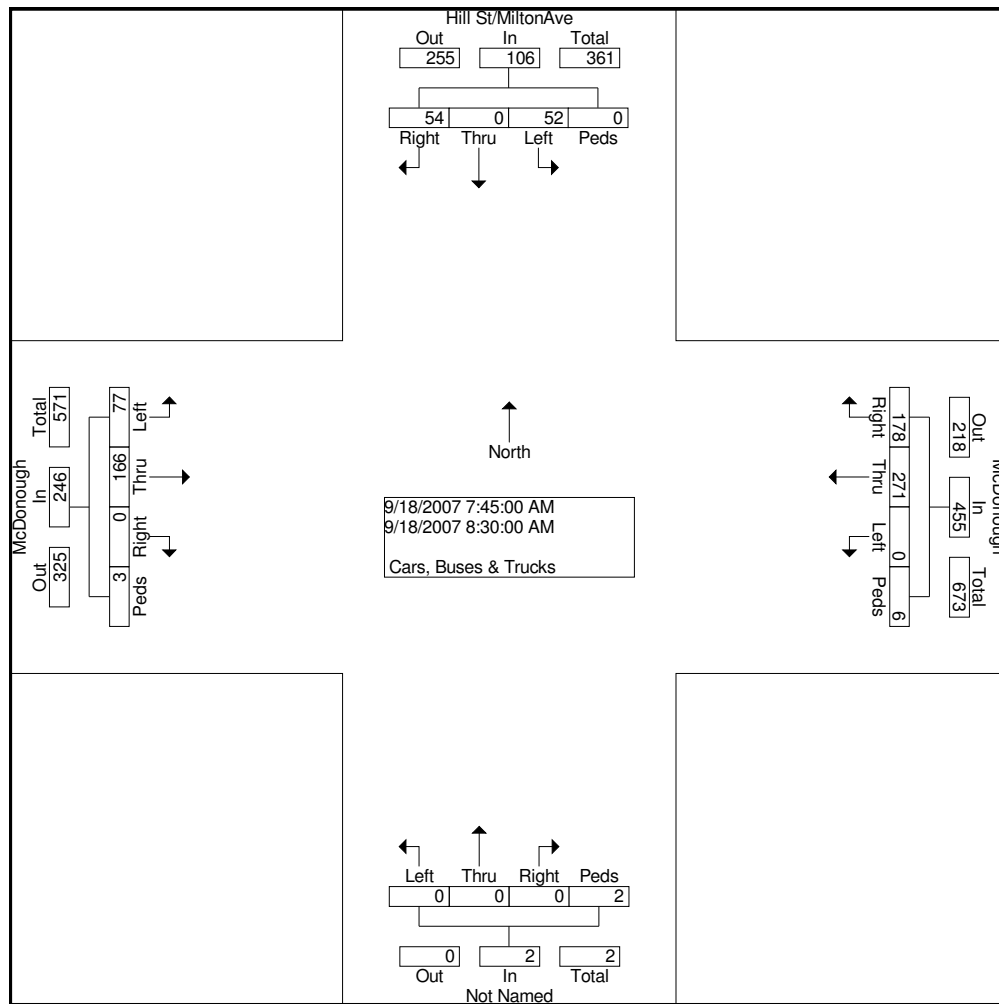 Hill St/MiltonAve
Out In Total
255 106 361
54 0 52 0
Right Thru Left Peds
McDonough
Total In Out
571 246 325
77 166 0 3
Left Thru Right Peds
North
9/18/2007 7:45:00 AM
9/18/2007 8:30:00 AM
Cars, Buses & Trucks
Right Thru Left Peds
178 271 0 6
Out In Total
218 455 673
McDonough
Left Thru Right Peds
0 0 0 2
0 2 2
Out In Total
Not Named